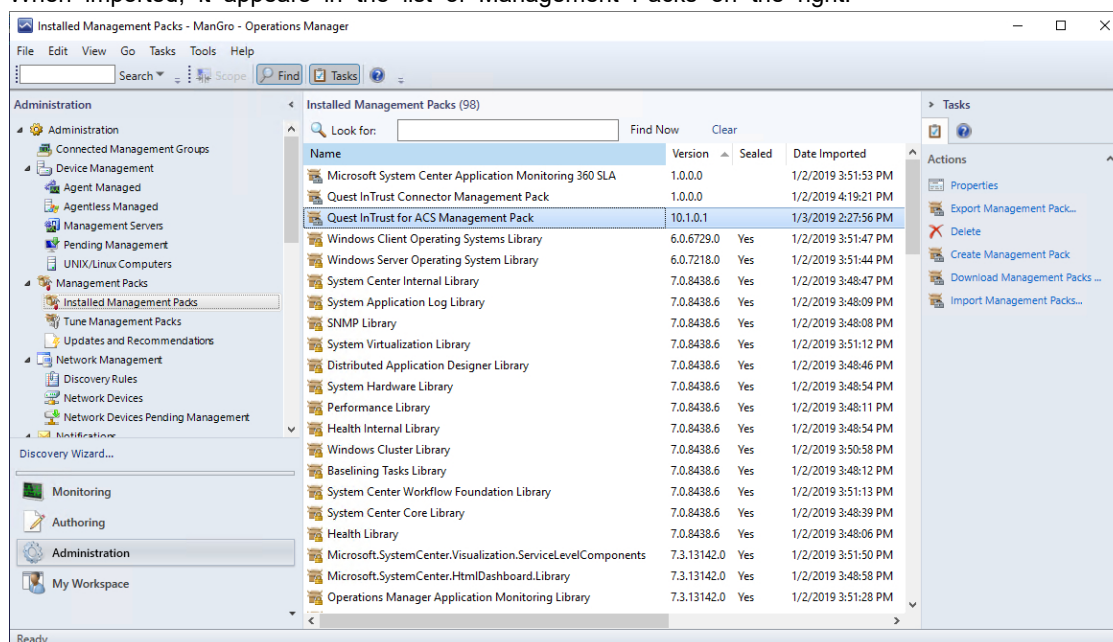 When imported, it appears in the list of Management Packs on the right.
Installed Management Packs - ManGro - Operations Manager
File Edit View Go Tasks Tools Help
Search Scope Find Tasks
Administration
Administration
Connected Management Groups
Device Management
Agent Managed
Agentless Managed
Management Servers
Pending Management
UNIX/Linux Computers
Management Packs
Installed Management Packs
Tune Management Packs
Updates and Recommendations
Network Management
Discovery Rules
Network Devices
Network Devices Pending Management
Notifications
Discovery Wizard...
Monitoring
Authoring
Administration
My Workspace
Installed Management Packs (98)
Look for: Find Now Clear
Name Version Sealed Date Imported
Microsoft System Center Application Monitoring 360 SLA 1.0.0.0 1/2/2019 3:51:53 PM
Quest InTrust Connector Management Pack 1.0.0.0 1/2/2019 4:19:21 PM
Quest InTrust for ACS Management Pack 10.1.0.1 1/3/2019 2:27:56 PM
Windows Client Operating Systems Library 6.0.6729.0 Yes 1/2/2019 3:51:47 PM
Windows Server Operating System Library 6.0.7218.0 Yes 1/2/2019 3:51:44 PM
System Center Internal Library 7.0.8438.6 Yes 1/2/2019 3:48:47 PM
System Application Log Library 7.0.8438.6 Yes 1/2/2019 3:48:09 PM
SNMP Library 7.0.8438.6 Yes 1/2/2019 3:48:08 PM
System Virtualization Library 7.0.8438.6 Yes 1/2/2019 3:51:12 PM
Distributed Application Designer Library 7.0.8438.6 Yes 1/2/2019 3:48:46 PM
System Hardware Library 7.0.8438.6 Yes 1/2/2019 3:48:54 PM
Performance Library 7.0.8438.6 Yes 1/2/2019 3:48:11 PM
Health Internal Library 7.0.8438.6 Yes 1/2/2019 3:48:54 PM
Windows Cluster Library 7.0.8438.6 Yes 1/2/2019 3:50:58 PM
Baselining Tasks Library 7.0.8438.6 Yes 1/2/2019 3:48:12 PM
System Center Workflow Foundation Library 7.0.8438.6 Yes 1/2/2019 3:51:13 PM
System Center Core Library 7.0.8438.6 Yes 1/2/2019 3:48:39 PM
Health Library 7.0.8438.6 Yes 1/2/2019 3:48:06 PM
Microsoft.SystemCenter.Visualization.ServiceLevelComponents 7.3.13142.0 Yes 1/2/2019 3:51:50 PM
Microsoft.SystemCenter.HtmlDashboard.Library 7.3.13142.0 Yes 1/2/2019 3:48:58 PM
Operations Manager Application Monitoring Library 7.3.13142.0 Yes 1/2/2019 3:51:28 PM
Tasks
Actions
Properties
Export Management Pack...
Delete
Create Management Pack
Download Management Packs ...
Import Management Packs...
Ready